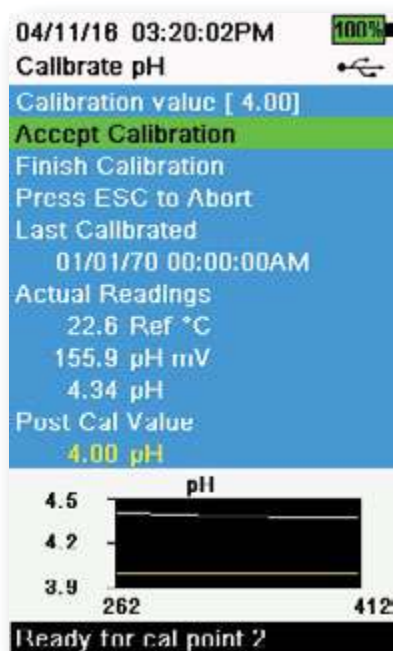 04/11/16 03:20:02PM 100%
Calibrate pH
Calibration value [ 4.00]
Accept Calibration
Finish Calibration
Press ESC to Abort
Last Calibrated
01/01/70 00:00:00AM
Actual Readings
22.6 Ref °C
155.9 pH mV
4.34 pH
Post Cal Value
4.00 pH
pH
4.5
4.2
3.9
262 412
Ready for cal point 2